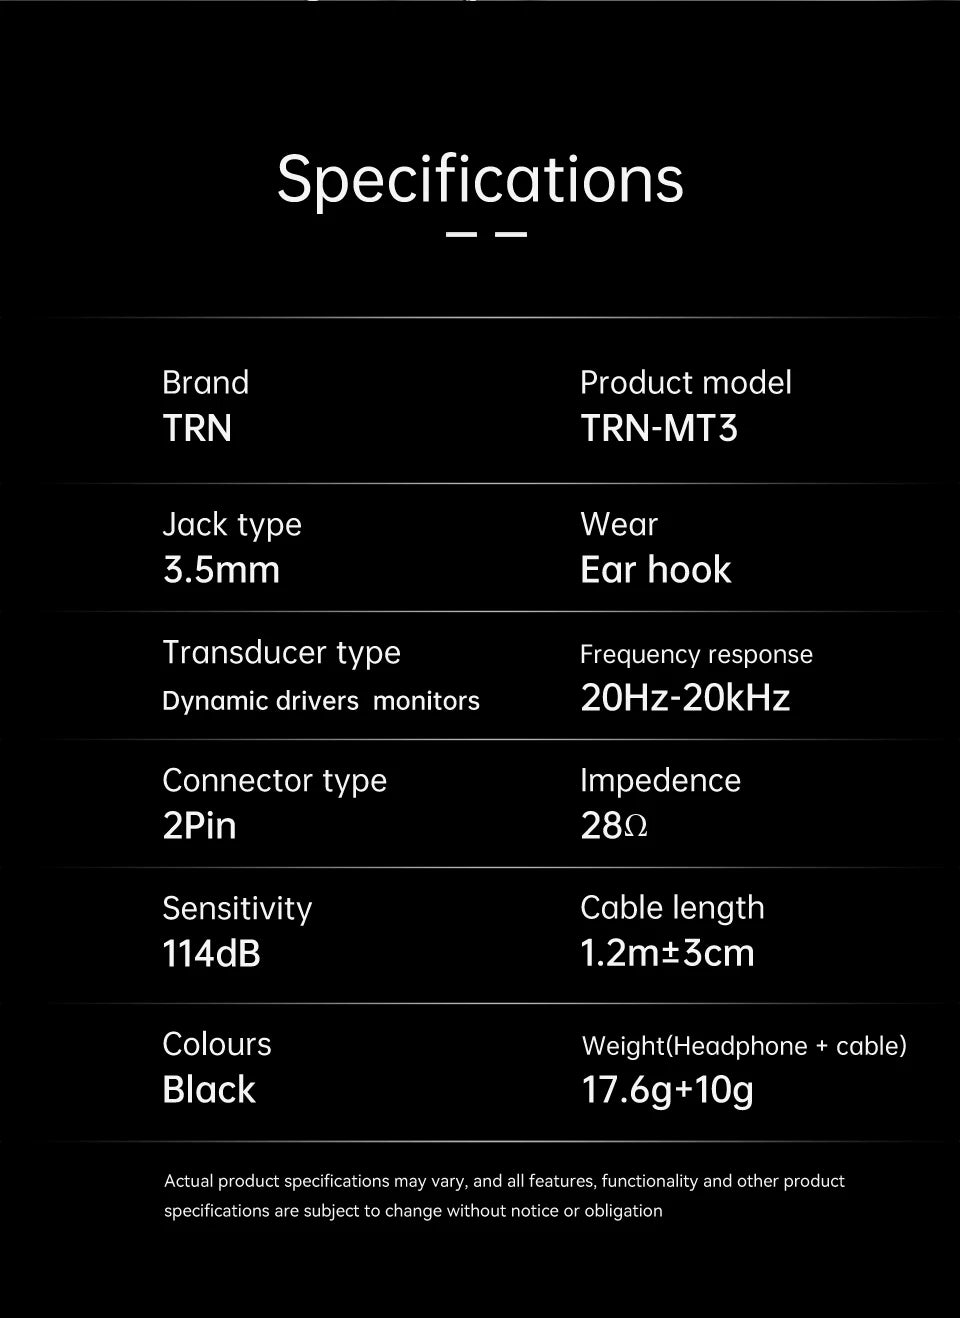 Specifications
Brand
TRN
Product model
TRN-MT3
Jack type
3.5mm
Wear
Ear hook
Transducer type
Dynamic drivers monitors
Frequency response
20Hz-20kHz
Connector type
2Pin
Impedence
28Ω
Sensitivity
114dB
Cable length
1.2m±3cm
Colours
Black
Weight(Headphone + cable)
17.6g+10g
Actual product specifications may vary, and all features, functionality and other product
specifications are subject to change without notice or obligation